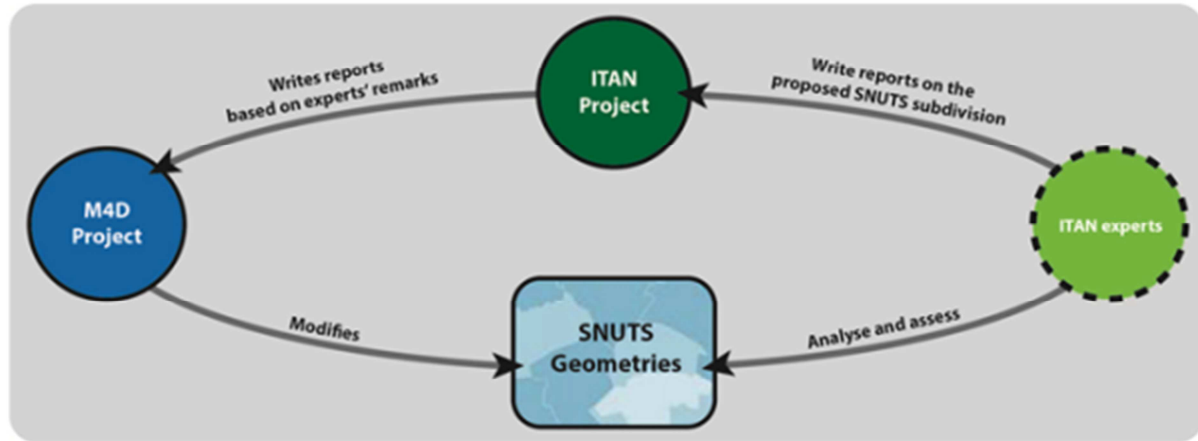 ITAN
Project
Writes reports
based on experts' remarks
Write reports on the
proposed SNUTS subdivision
M4D
Project
ITAN experts
Modifies
SNUTS
Geometries
Analyse and assess